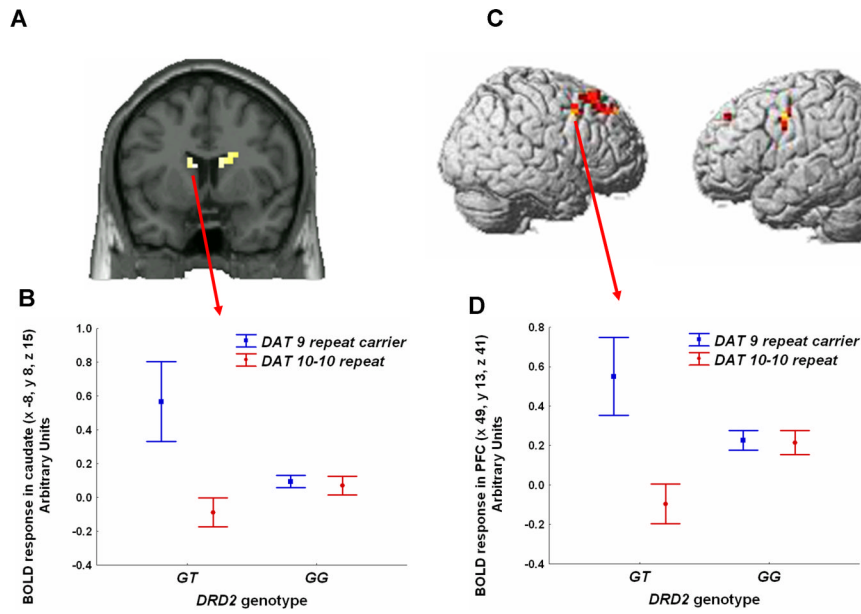 A
C
B
BOLD response in caudate (x -8, y 8, z 15)
Arbitrary Units
1.0
0.8
0.6
0.4
0.2
0.0
-0.2
-0.4
DAT 9 repeat carrier
DAT 10-10 repeat
GT
GG
DRD2 genotype
D
BOLD response in PFC (x 49, y 13, z 41)
Arbitrary Units
0.8
0.6
0.4
0.2
0.0
-0.2
-0.4
DAT 9 repeat carrier
DAT 10-10 repeat
GT
GG
DRD2 genotype